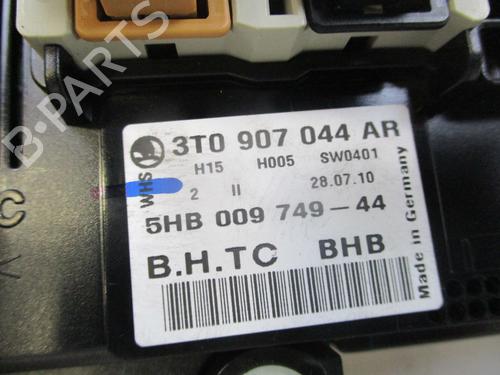 3T0 907 044 AR
H15 H005 SW0401
WHS
2 II 28.07.10
5HB 009 749-44
B.H.TC BHB
Made in Germany
B-PARTS
C